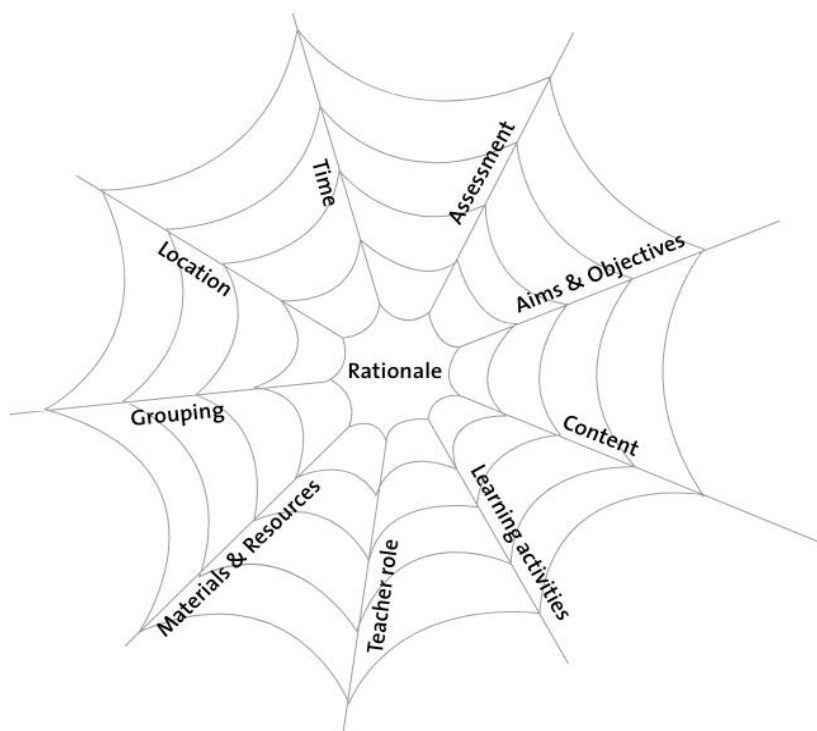 Rationale
Aims & Objectives
Content
Learning activities
Teacher role
Materials & Resources
Grouping
Location
Time
Assessment